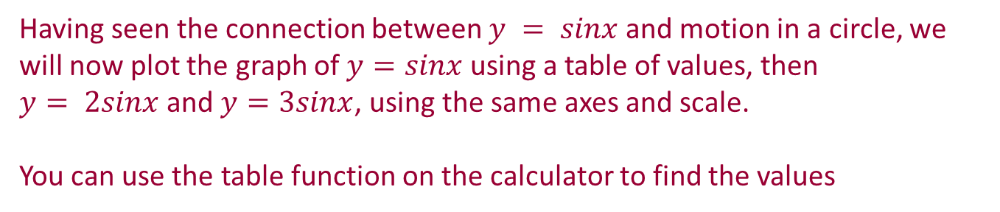 Having seen the connection between y = sinx and motion in a circle, we
will now plot the graph of y = sinx using a table of values, then
y = 2sinx and y = 3sinx, using the same axes and scale.
You can use the table function on the calculator to find the values